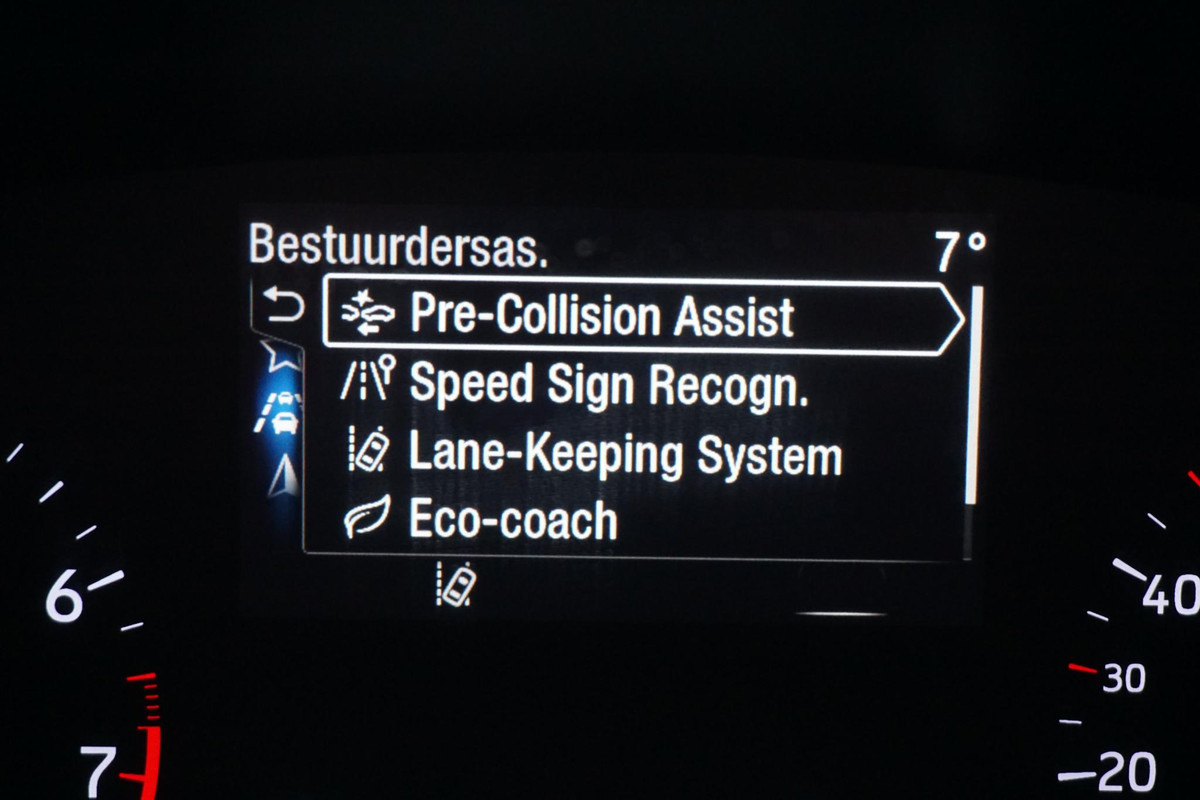 Bestuurdersas. 7°
Pre-Collision Assist
Speed Sign Recogn.
Lane-Keeping System
Eco-coach
6
7
40
30
20